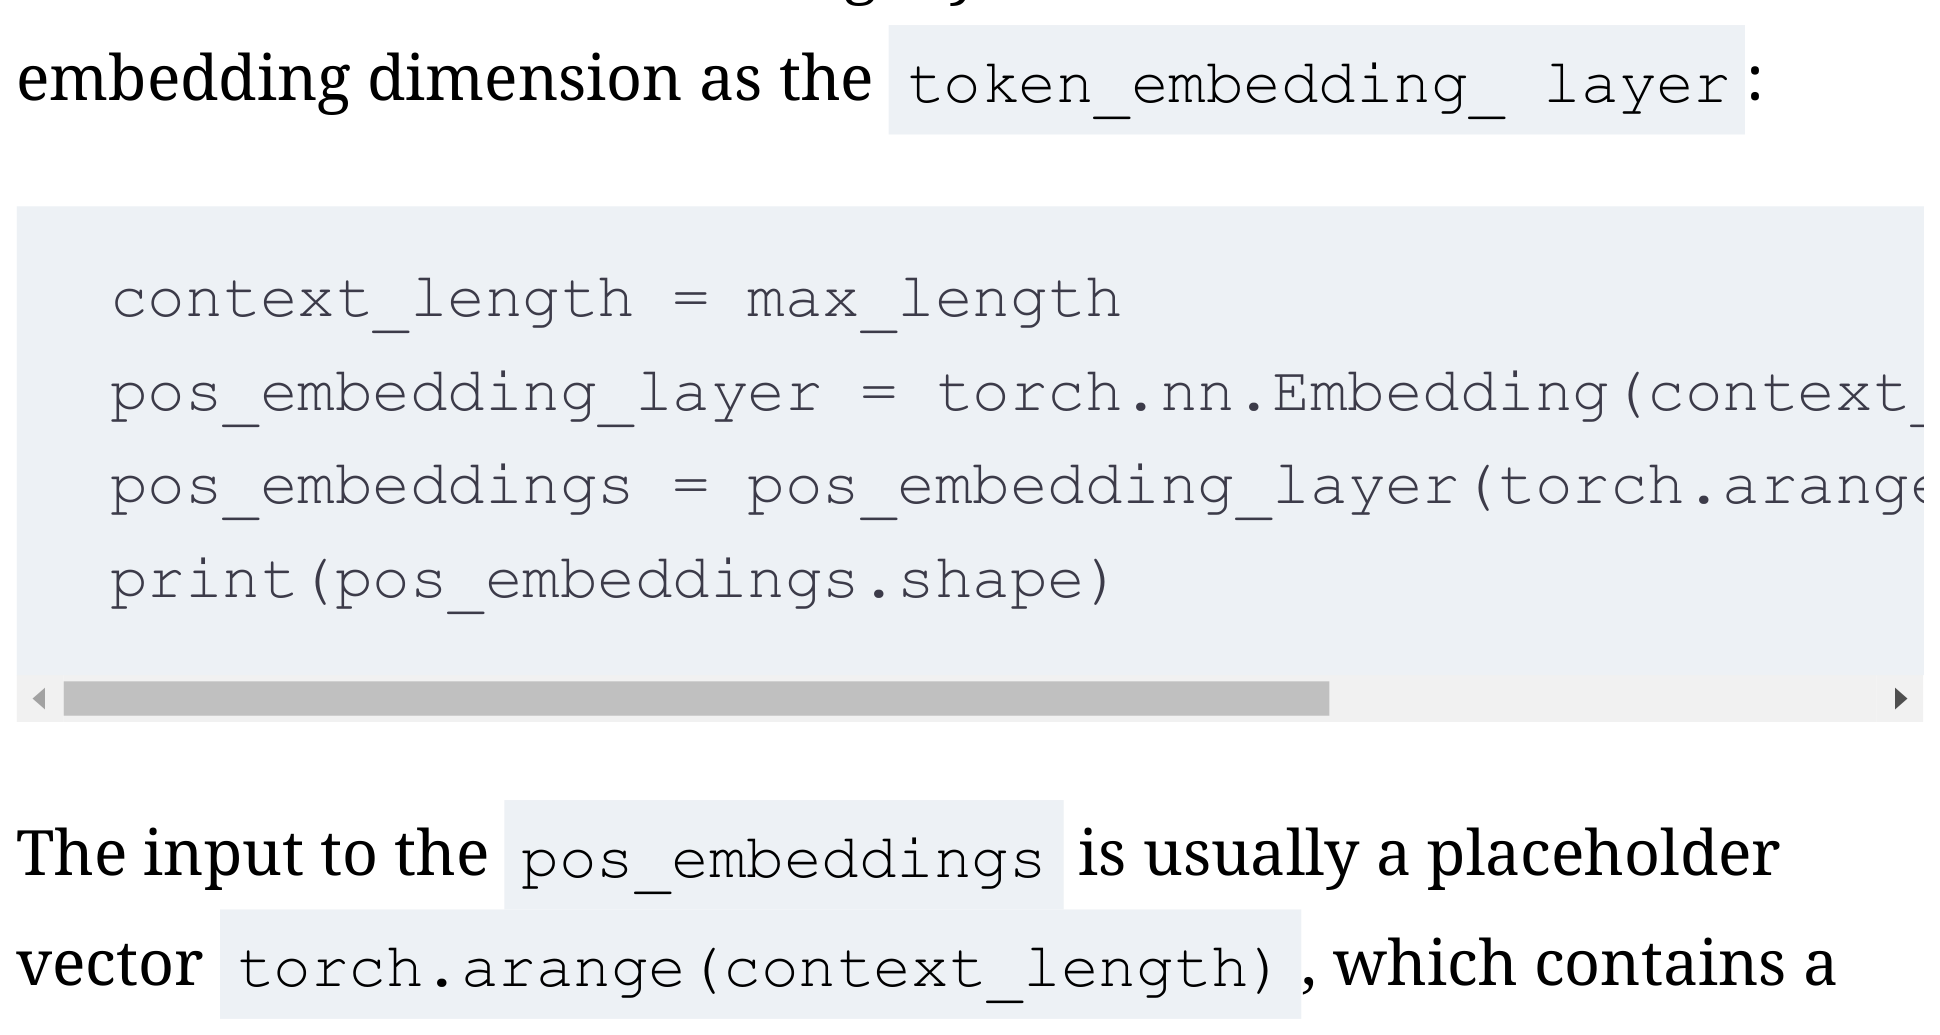 embedding dimension as the token_embedding_ layer:
context_length = max_length
pos_embedding_layer = torch.nn.Embedding(context_
pos_embeddings = pos_embedding_layer(torch.arange
print(pos_embeddings.shape)
The input to the pos_embeddings is usually a placeholder
vector torch.arange(context_length), which contains a